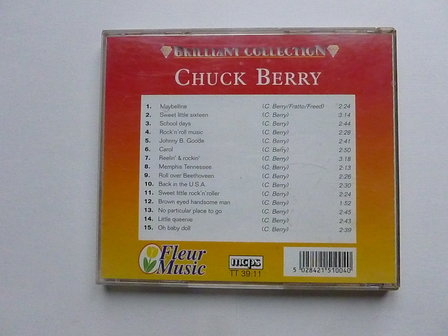 BRILLIANT COLLECTION
CHUCK BERRY
1. Maybelline (C. Berry/Fratto/Freed) 2:24
2. Sweet little sixteen (C. Berry) 3:14
3. School days (C. Berry) 2:44
4. Rock'n'roll music (C. Berry) 2:28
5. Johnny B. Goode (C. Berry) 2:41
6. Carol (C. Berry) 2:50
7. Reelin' & rockin' (C. Berry) 3:18
8. Memphis Tennessee (C. Berry) 2:13
9. Roll over Beethoveen (C. Berry) 2:26
10. Back in the U.S.A. (C. Berry) 2:30
11. Sweet little rock'n'roller (C. Berry) 2:24
12. Brown eyed handsome man (C. Berry) 1:52
13. No particular place to go (C. Berry) 2:45
14. Little queenie (C. Berry) 2:43
15. Oh baby doll (C. Berry) 2:39
Fleur
Music
mcps
TT 39:11
5 028421 510040